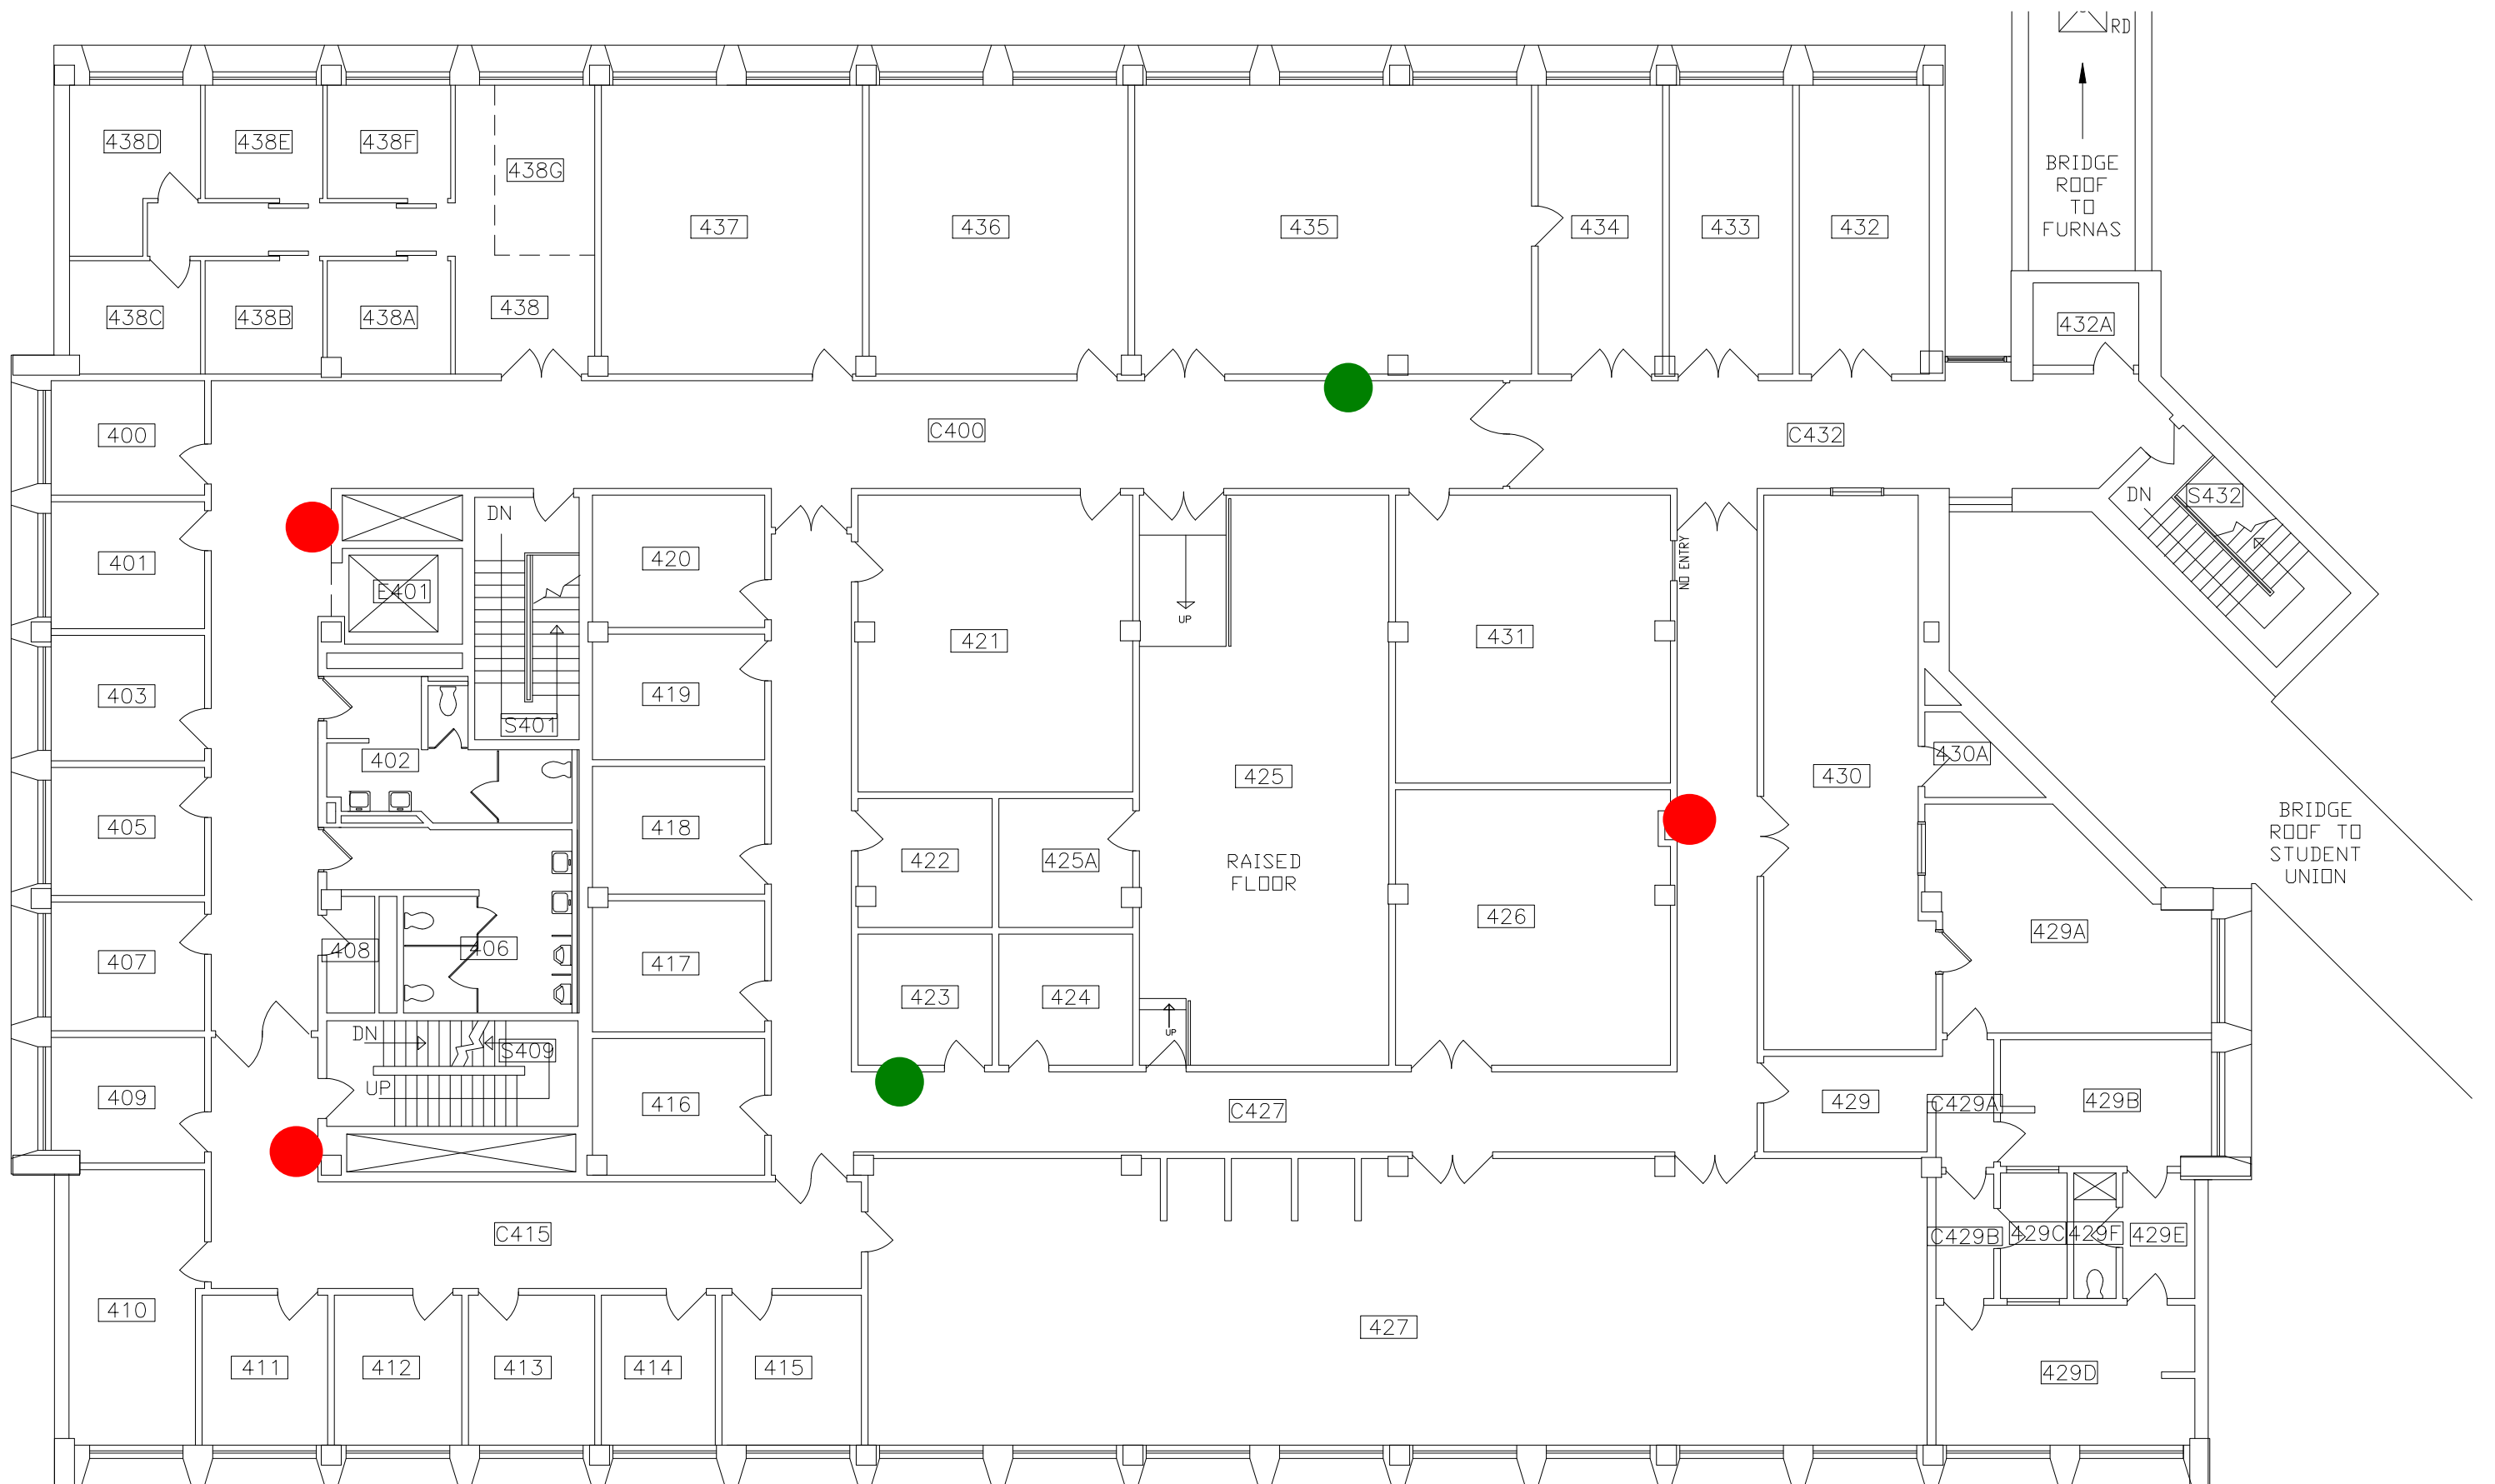 RD
BRIDGE
ROOF
TO
FURNAS
438D
438E
438F
438G
437
436
435
434
433
432
438C
438B
438A
438
432A
400
C400
C432
DN
S432
DN
401
E401
420
421
UP
431
NO ENTRY
403
S401
419
402
425
430
430A
405
418
422
425A
RAISED
FLOOR
BRIDGE
ROOF TO
STUDENT
UNION
407
408
406
417
423
424
426
429A
UP
DN
S409
UP
409
416
C427
429
C429A
429B
C415
C429B
429C
429F
429E
410
411
412
413
414
415
427
429D